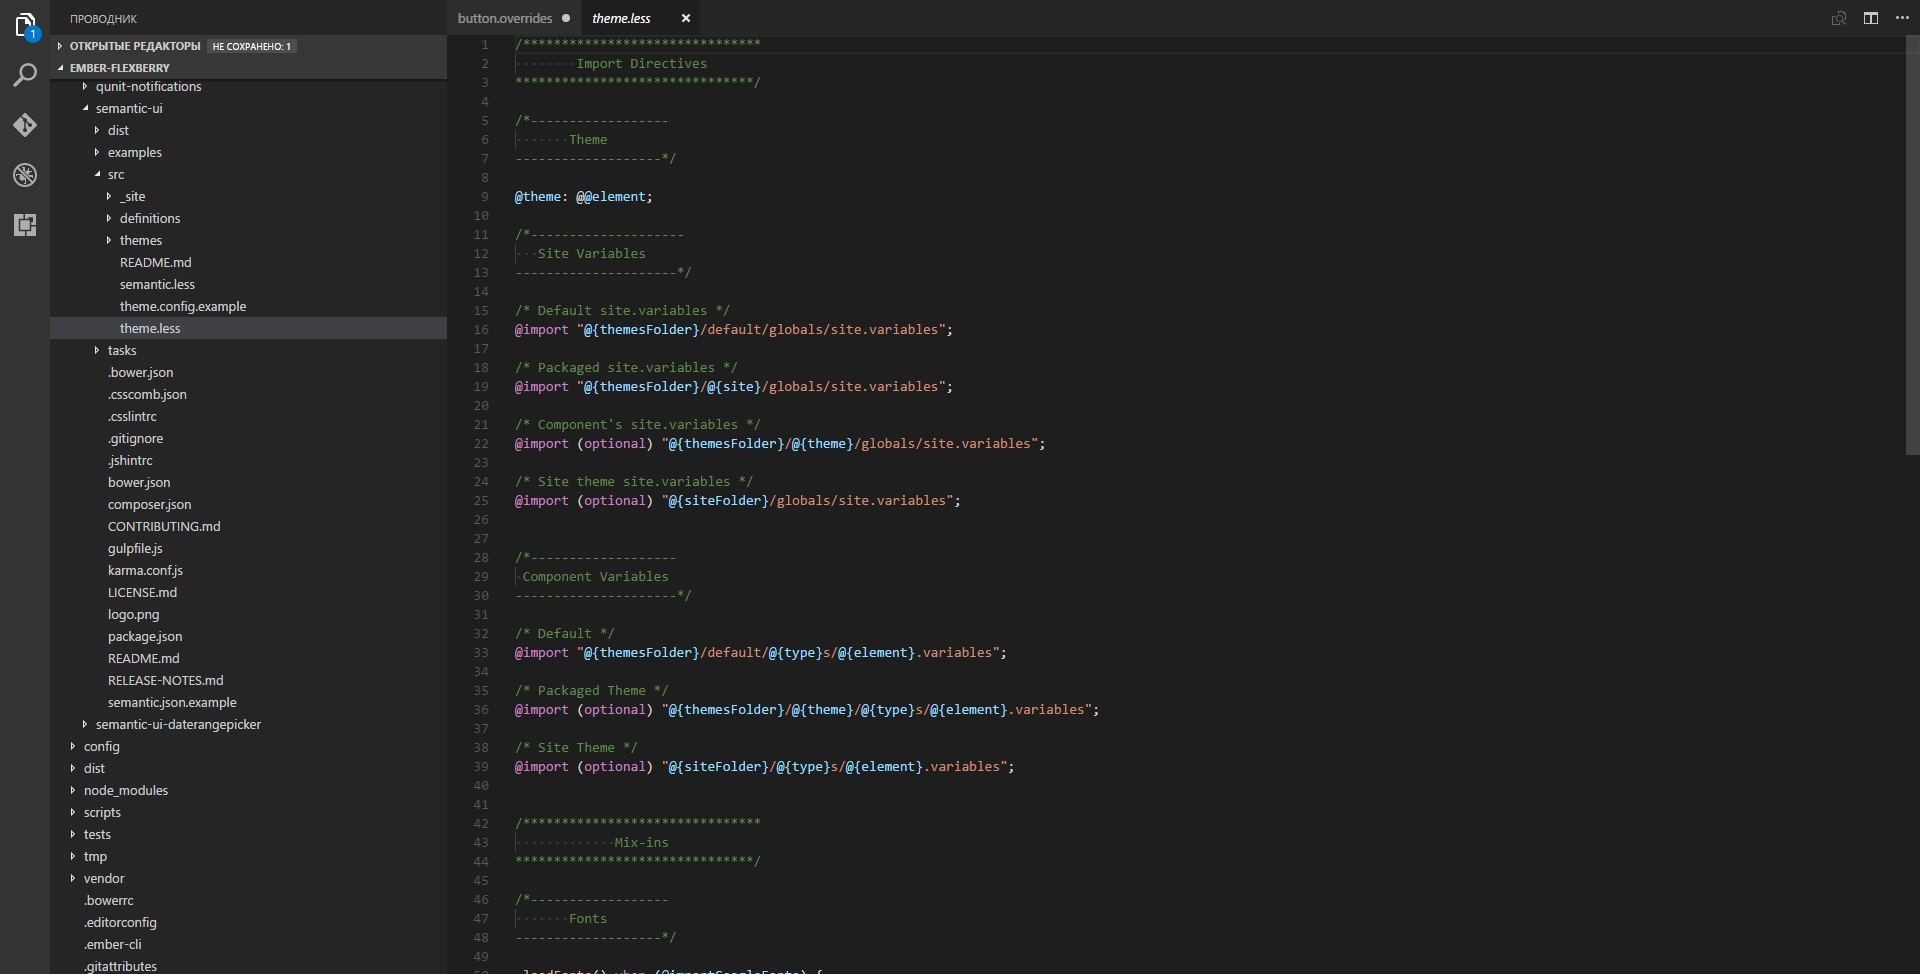 1
ПРОВОДНИК
ОТКРЫТЫЕ РЕДАКТОРЫ НЕ СОХРАНЕНО: 1
EMBER-FLEXBERRY
qunit-notifications
semantic-ui
dist
examples
src
_site
definitions
themes
README.md
semantic.less
theme.config.example
theme.less
tasks
.bower.json
.csscomb.json
.csslintrc
.gitignore
.jshintrc
bower.json
composer.json
CONTRIBUTING.md
gulpfile.js
karma.conf.js
LICENSE.md
logo.png
package.json
README.md
RELEASE-NOTES.md
semantic.json.example
semantic-ui-daterangepicker
config
dist
node_modules
scripts
tests
tmp
vendor
.bowerrc
.editorconfig
.ember-cli
.gitattributes
button.overrides theme.less
1 /*******************************
2 Import Directives
3 *******************************/
4
5 /*------------------
6 Theme
7 -------------------*/
8
9 @theme: @@element;
10
11 /*--------------------
12 Site Variables
13 ---------------------*/
14
15 /* Default site.variables */
16 @import "@{themesFolder}/default/globals/site.variables";
17
18 /* Packaged site.variables */
19 @import "@{themesFolder}/@{site}/globals/site.variables";
20
21 /* Component's site.variables */
22 @import (optional) "@{themesFolder}/@{theme}/globals/site.variables";
23
24 /* Site theme site.variables */
25 @import (optional) "@{siteFolder}/globals/site.variables";
26
27
28 /*-------------------
29 Component Variables
30 ---------------------*/
31
32 /* Default */
33 @import "@{themesFolder}/default/@{type}s/@{element}.variables";
34
35 /* Packaged Theme */
36 @import (optional) "@{themesFolder}/@{theme}/@{type}s/@{element}.variables";
37
38 /* Site Theme */
39 @import (optional) "@{siteFolder}/@{type}s/@{element}.variables";
40
41
42 /*******************************
43 Mix-ins
44 *******************************/
45
46 /*------------------
47 Fonts
48 -------------------*/
49
50 .loadFonts() when (@importGoogleFonts) {